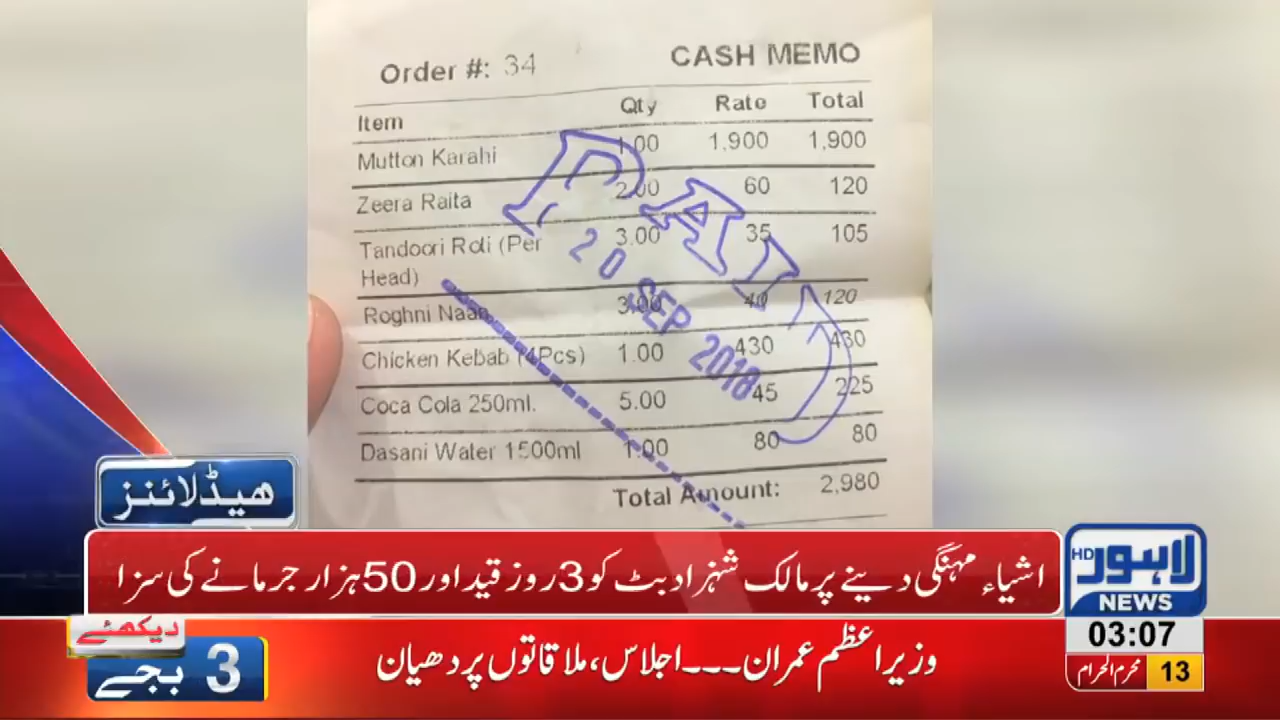 Order #: 34 CASH MEMO
Item Qty Rate Total
Mutton Karahi 1.00 1,900 1,900
Zeera Raita 2.00 60 120
Tandoori Roti (Per Head) 3.00 35 105
Roghni Naan 3.00 40 120
Chicken Kebab (4Pcs) 1.00 430 430
Coca Cola 250ml. 5.00 45 225
Dasani Water 1500ml 1.00 80 80
Total Amount: 2,980
PAID
20 SEP 2018
ھیڈلائنز
اشیاء مہنگی دینے پر مالک شہزاد بٹ کو 3 روز قید اور 50 ہزار جرمانے کی سزا
HD لاہور
NEWS
03:07
13 محرم الحرام
دیکھئے
3 بجے
وزیراعظم عمران۔۔۔اجلاس، ملاقاتوں پر دھیان